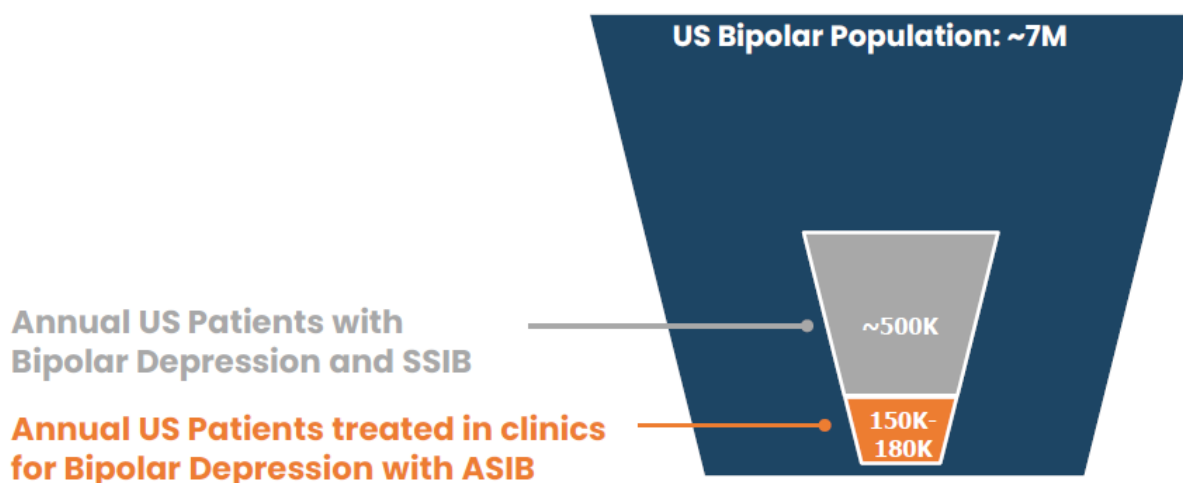 US Bipolar Population: ~7M
~500K
Annual US Patients with
Bipolar Depression and SSIB
150K-
180K
Annual US Patients treated in clinics
for Bipolar Depression with ASIB